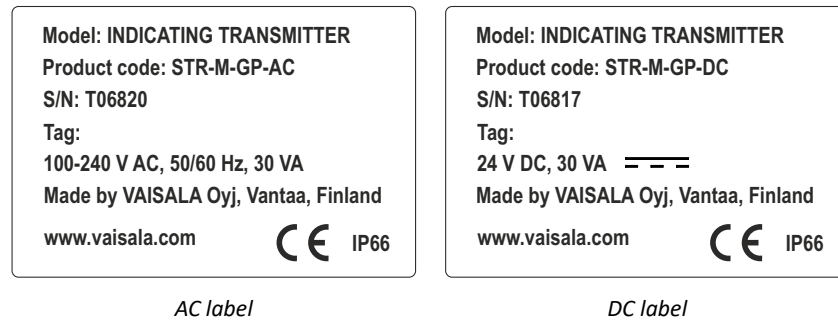 Model: INDICATING TRANSMITTER
Product code: STR-M-GP-AC
S/N: T06820
Tag:
100-240 V AC, 50/60 Hz, 30 VA
Made by VAISALA Oyj, Vantaa, Finland
www.vaisala.com CE IP66
AC label
Model: INDICATING TRANSMITTER
Product code: STR-M-GP-DC
S/N: T06817
Tag:
24 V DC, 30 VA
Made by VAISALA Oyj, Vantaa, Finland
www.vaisala.com CE IP66
DC label